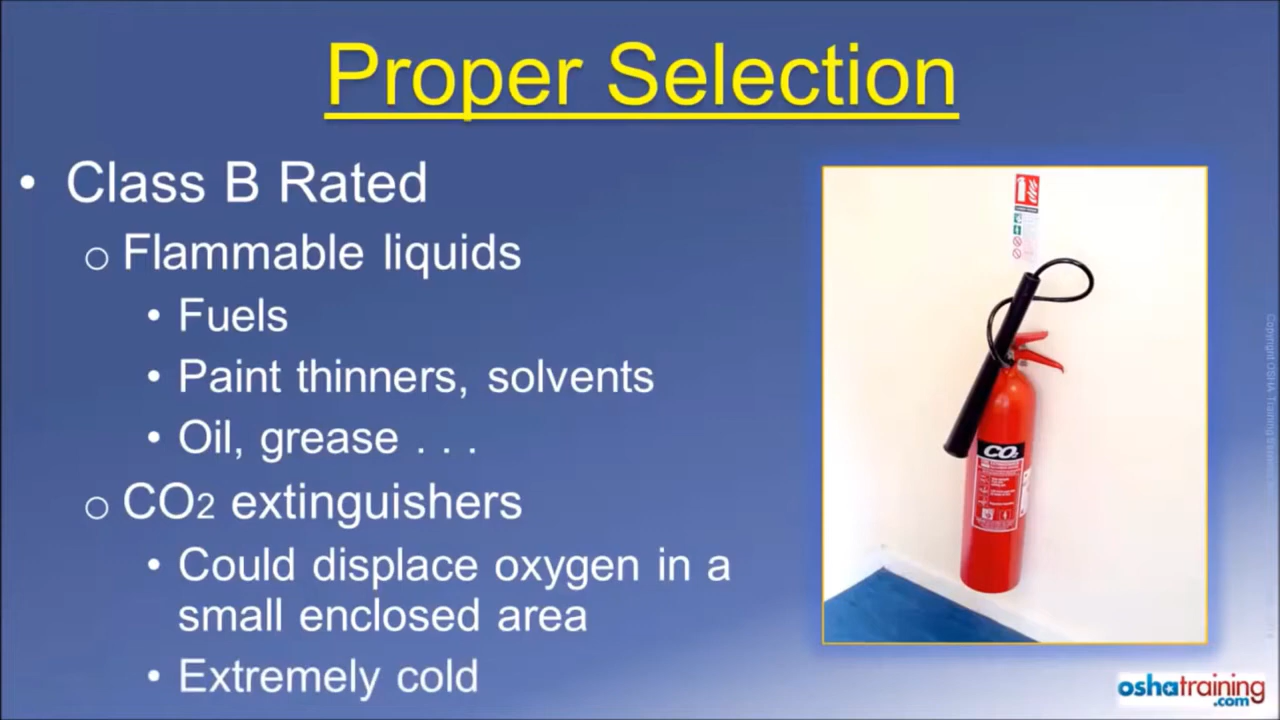 Proper Selection
• Class B Rated
o Flammable liquids
• Fuels
• Paint thinners, solvents
• Oil, grease . . .
o CO2 extinguishers
• Could displace oxygen in a
small enclosed area
• Extremely cold
CO2
oshatraining
.com